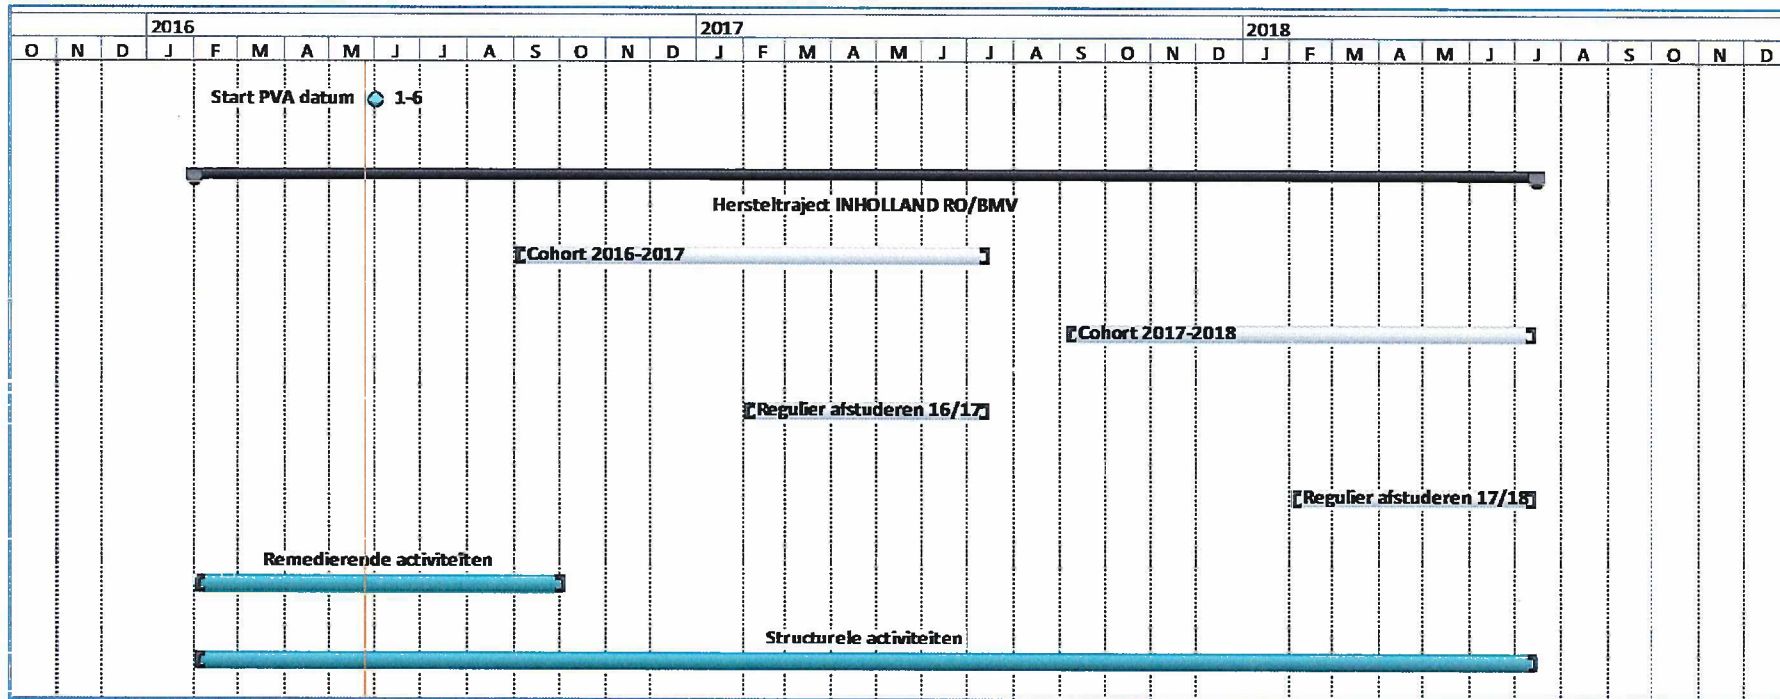 2016 2017 2018
O N D J F M A M J J A S O N D J F M A M J J A S O N D J F M A M J J A S O N D
Start PVA datum 1-6
Hersteltraject INHOLLAND RO/BMV
Cohort 2016-2017
Cohort 2017-2018
Regulier afstuderen 16/17
Regulier afstuderen 17/18
Remedierende activiteiten
Structurele activiteiten